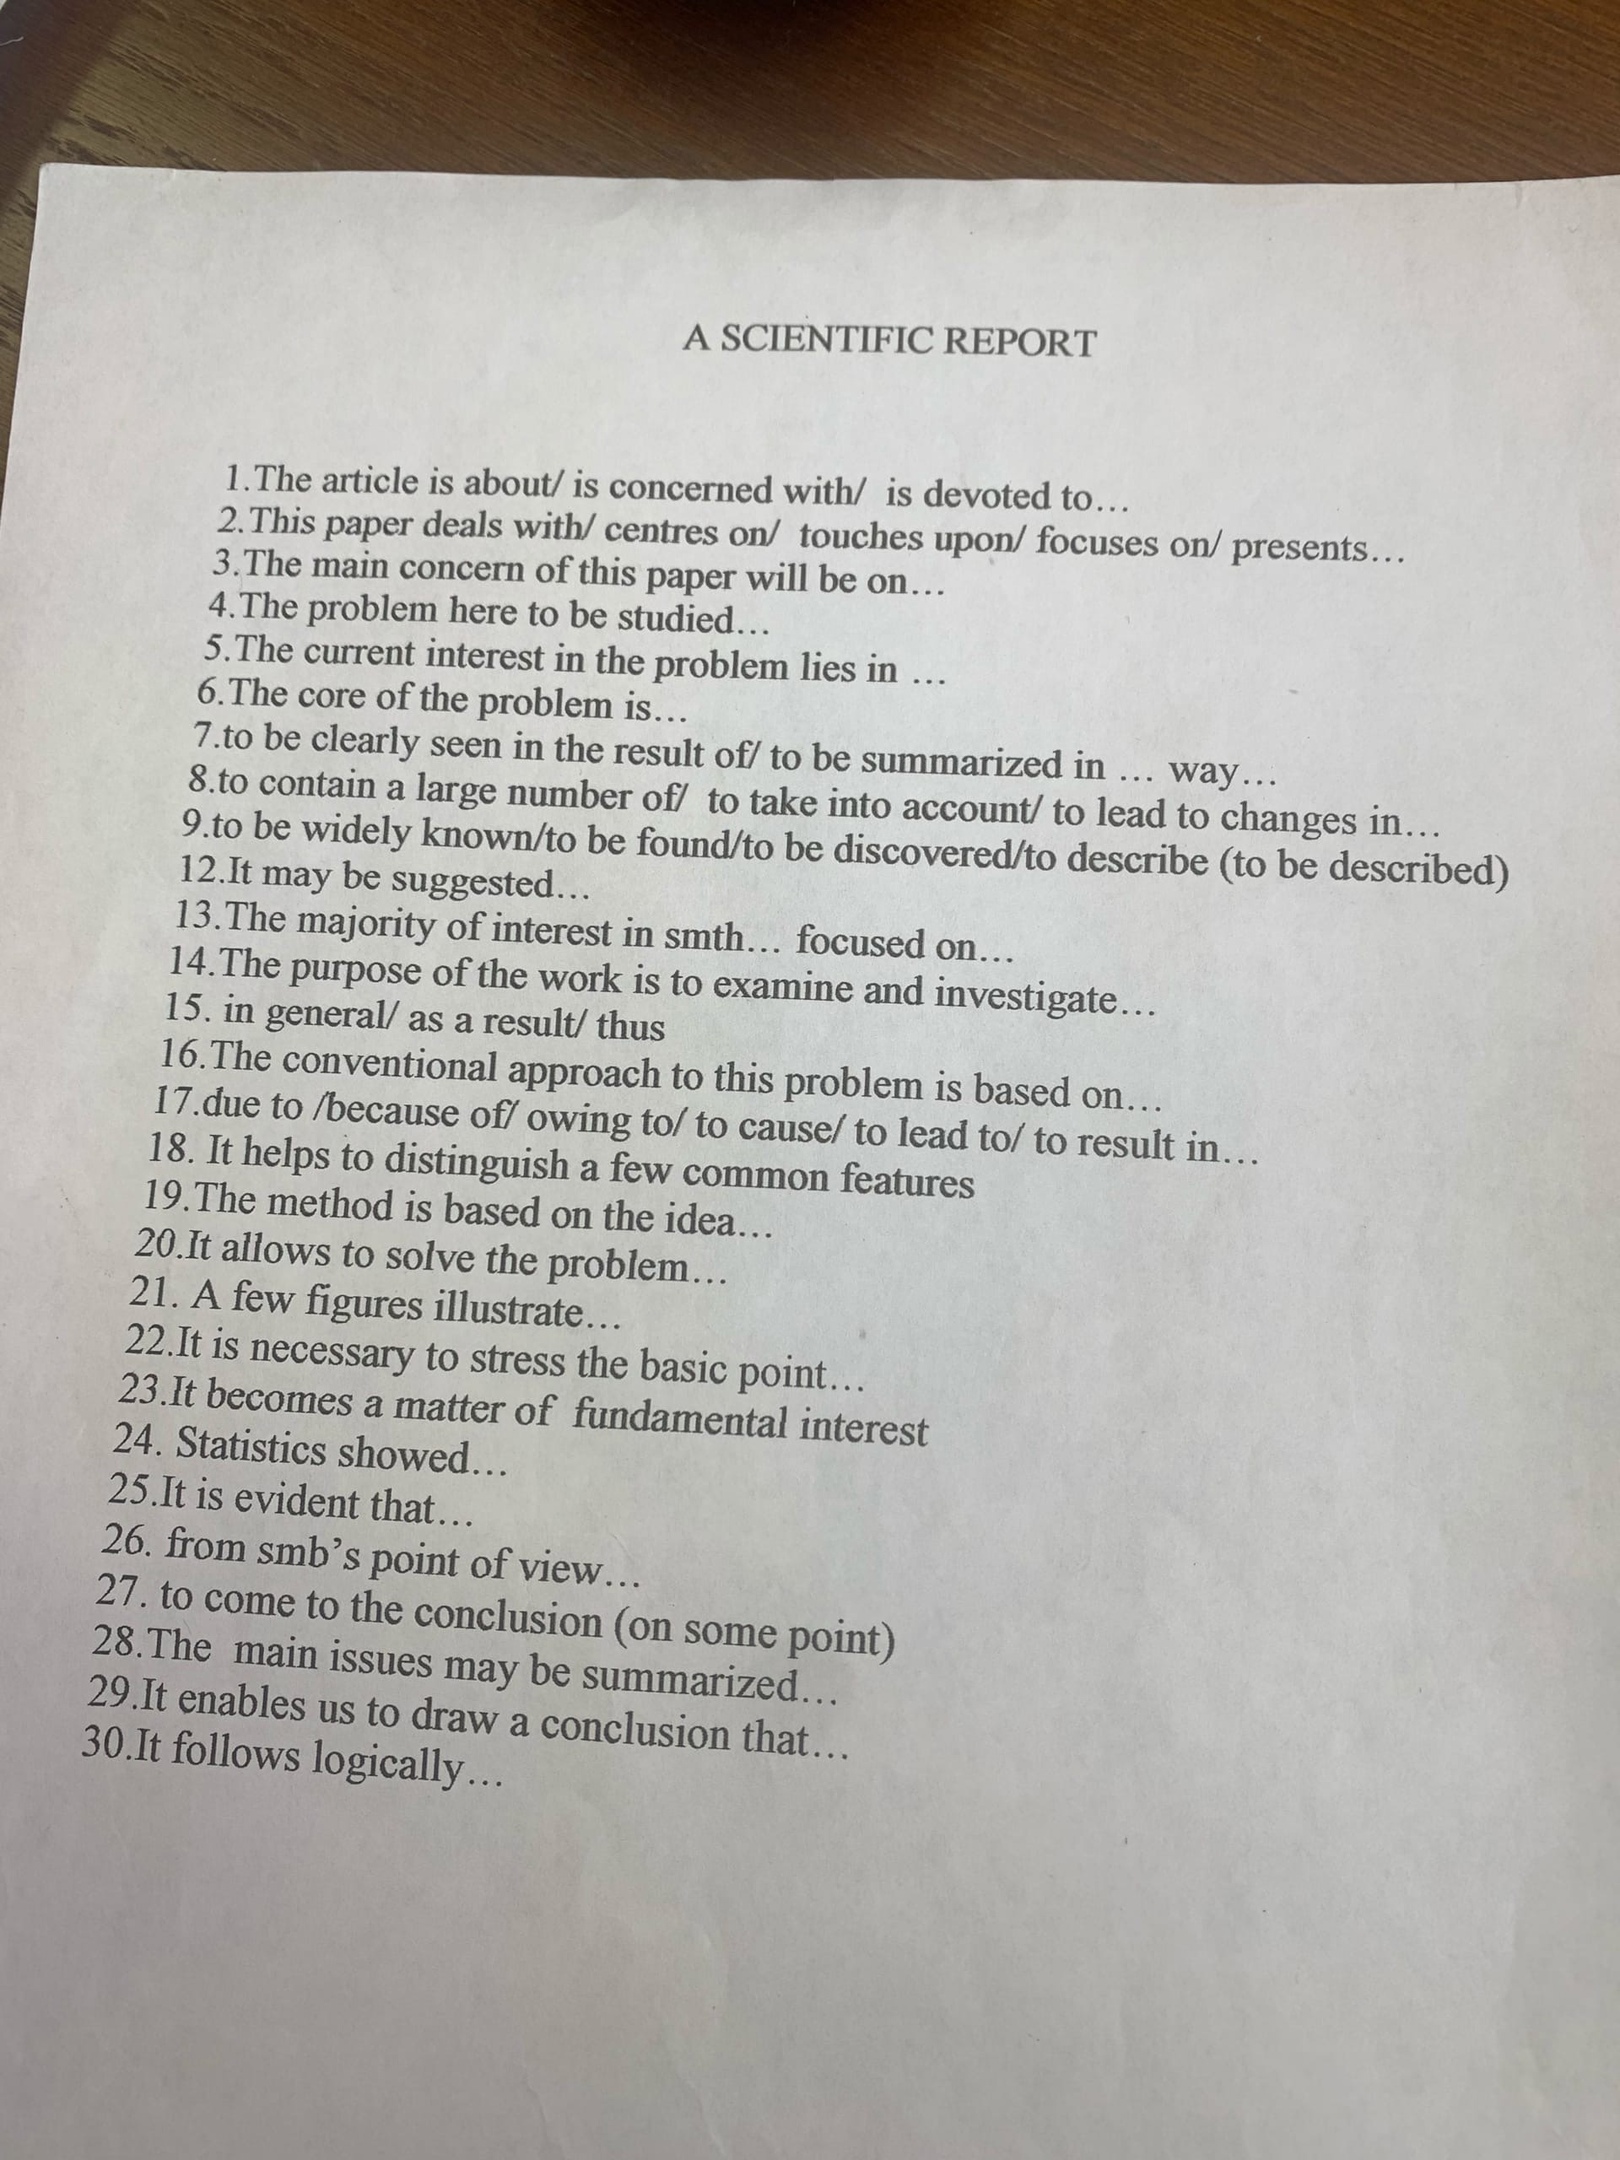 A SCIENTIFIC REPORT
1.The article is about/ is concerned with/ is devoted to…
2.This paper deals with/ centres on/ touches upon/ focuses on/ presents…
3.The main concern of this paper will be on…
4.The problem here to be studied…
5.The current interest in the problem lies in …
6.The core of the problem is…
7.to be clearly seen in the result of/ to be summarized in … way…
8.to contain a large number of/ to take into account/ to lead to changes in…
9.to be widely known/to be found/to be discovered/to describe (to be described)
12.It may be suggested…
13.The majority of interest in smth… focused on…
14.The purpose of the work is to examine and investigate…
15. in general/ as a result/ thus
16.The conventional approach to this problem is based on…
17.due to /because of/ owing to/ to cause/ to lead to/ to result in…
18. It helps to distinguish a few common features
19.The method is based on the idea…
20.It allows to solve the problem…
21. A few figures illustrate…
22.It is necessary to stress the basic point…
23.It becomes a matter of fundamental interest
24. Statistics showed…
25.It is evident that…
26. from smb’s point of view…
27. to come to the conclusion (on some point)
28.The main issues may be summarized…
29.It enables us to draw a conclusion that…
30.It follows logically…